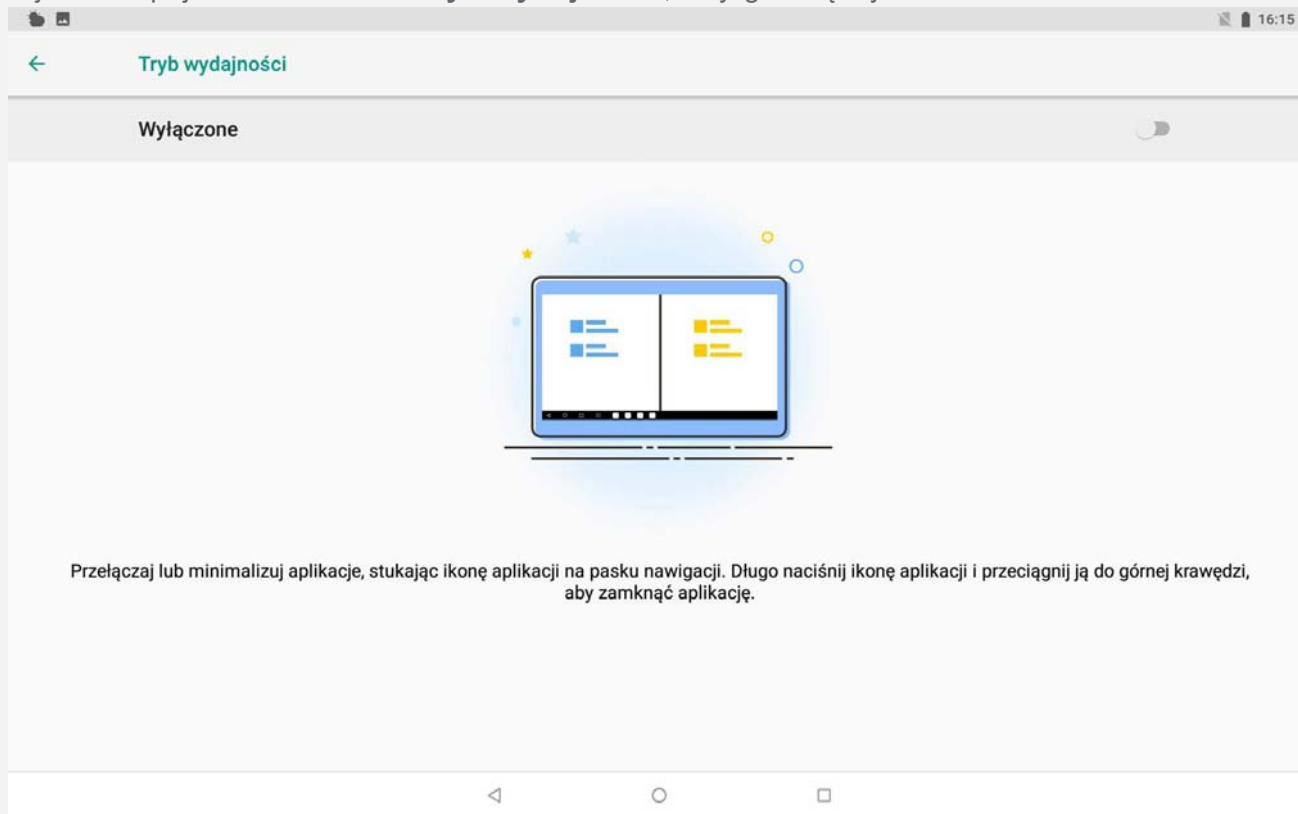 16:15
Tryb wydajności
Wyłączone
Przełączaj lub minimalizuj aplikacje, stukając ikonę aplikacji na pasku nawigacji. Długo naciśnij ikonę aplikacji i przeciągnij ją do górnej krawędzi,
aby zamknąć aplikację.